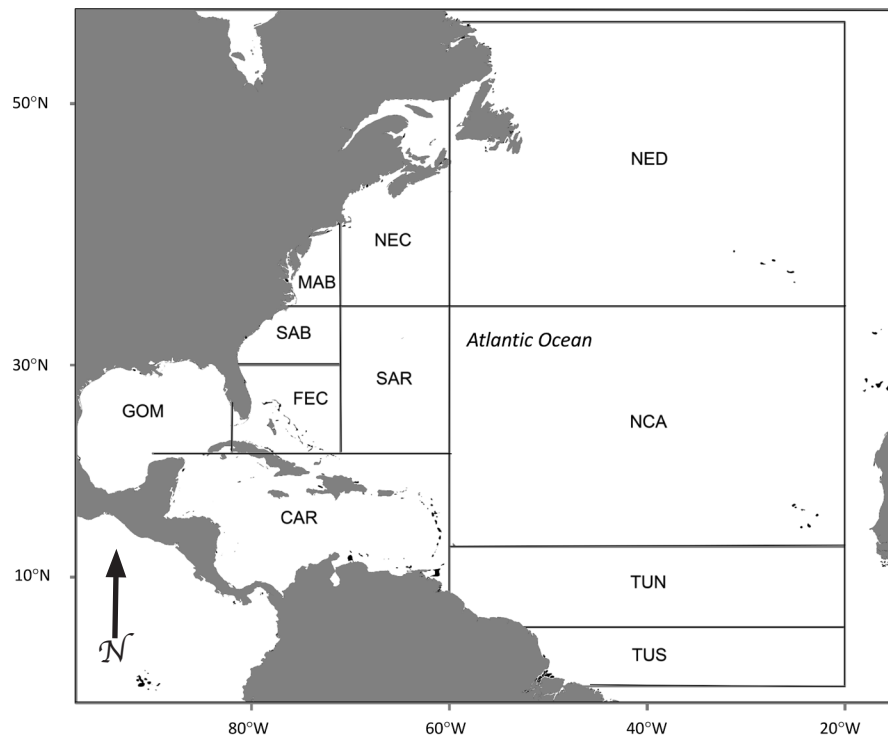 50°N
NED
NEC
MAB
SAB
Atlantic Ocean
30°N
SAR
FEC
GOM
NCA
CAR
10°N
TUN
TUS
N
80°W
60°W
40°W
20°W